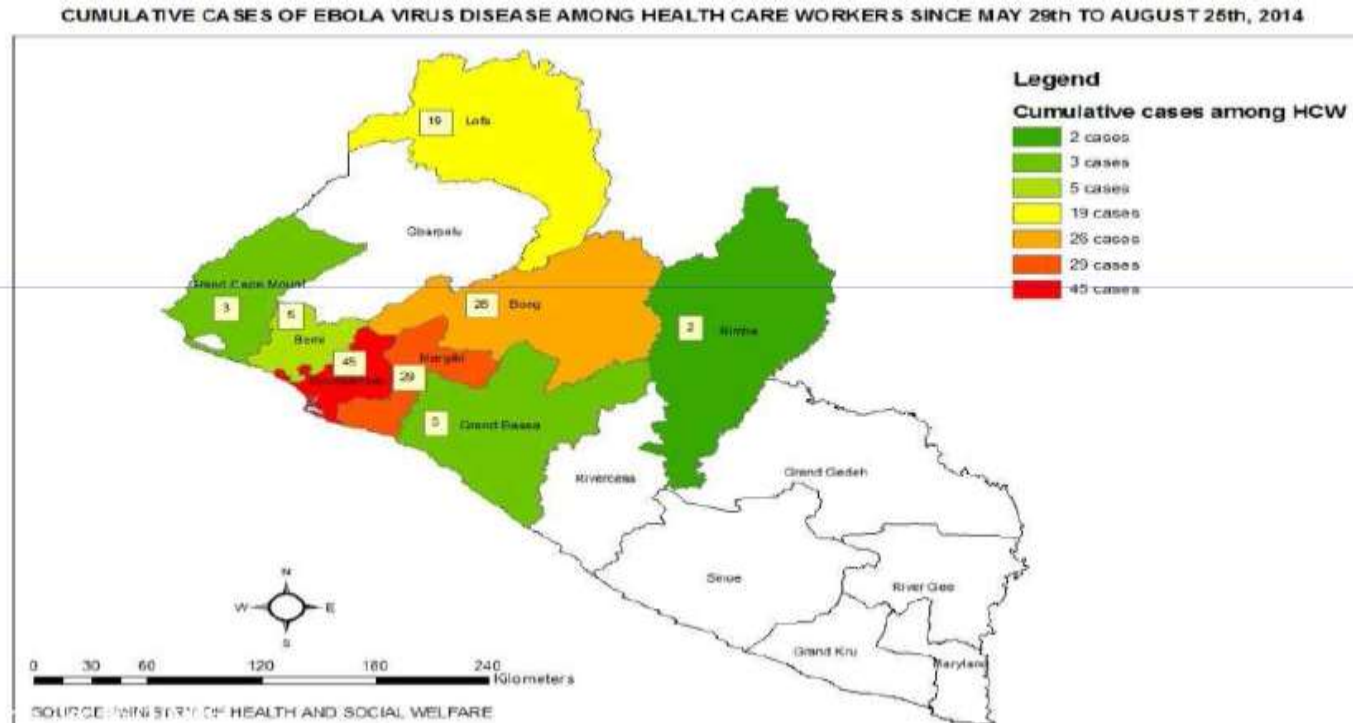 CUMULATIVE CASES OF EBOLA VIRUS DISEASE AMONG HEALTH CARE WORKERS SINCE MAY 29th TO AUGUST 25th, 2014
Legend
Cumulative cases among HCW
2 cases
3 cases
5 cases
19 cases
26 cases
29 cases
45 cases
19 Lofa
Gbarpolu
Grand Cape Mount
3
5
Bomi
26 Bong
2 Nimba
45
29
Margibi
3 Grand Bassa
Rivercess
Grand Gedeh
Sinoe
River Gee
Grand Kru
Maryland
N
W E
S
0 30 60 120 180 240
Kilometers
SOURCE: MINISTRY OF HEALTH AND SOCIAL WELFARE